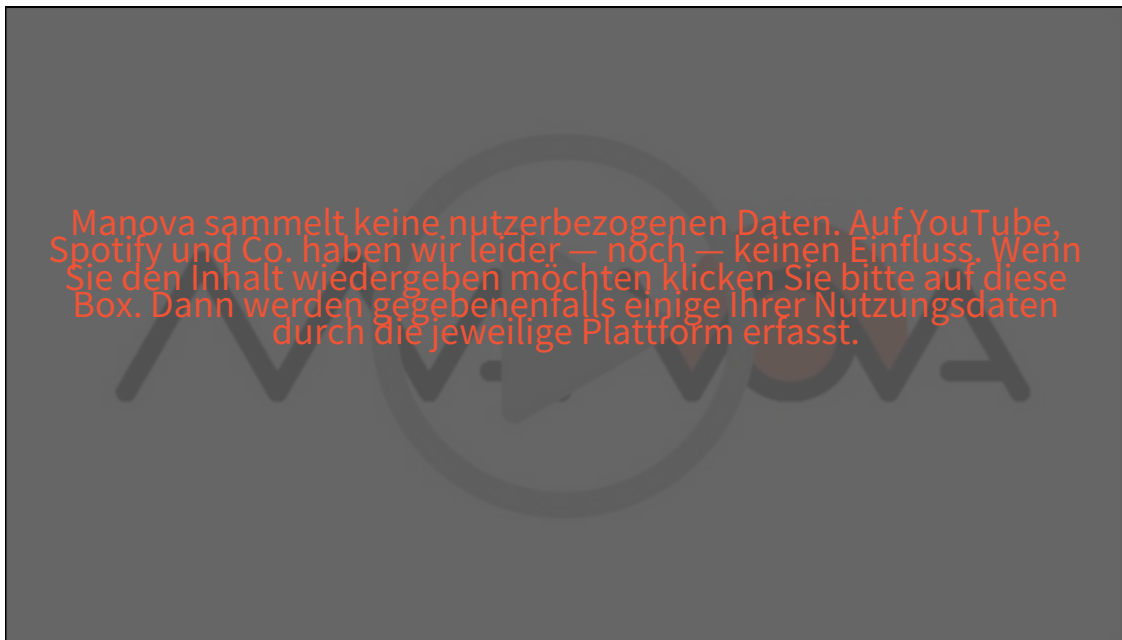 Manova sammelt keine nutzerbezogenen Daten. Auf YouTube,
Spotify und Co. haben wir leider — noch — keinen Einfluss. Wenn
Sie den Inhalt wiedergeben möchten klicken Sie bitte auf diese
Box. Dann werden gegebenenfalls einige Ihrer Nutzungsdaten
durch die jeweilige Plattform erfasst.
MANOVA